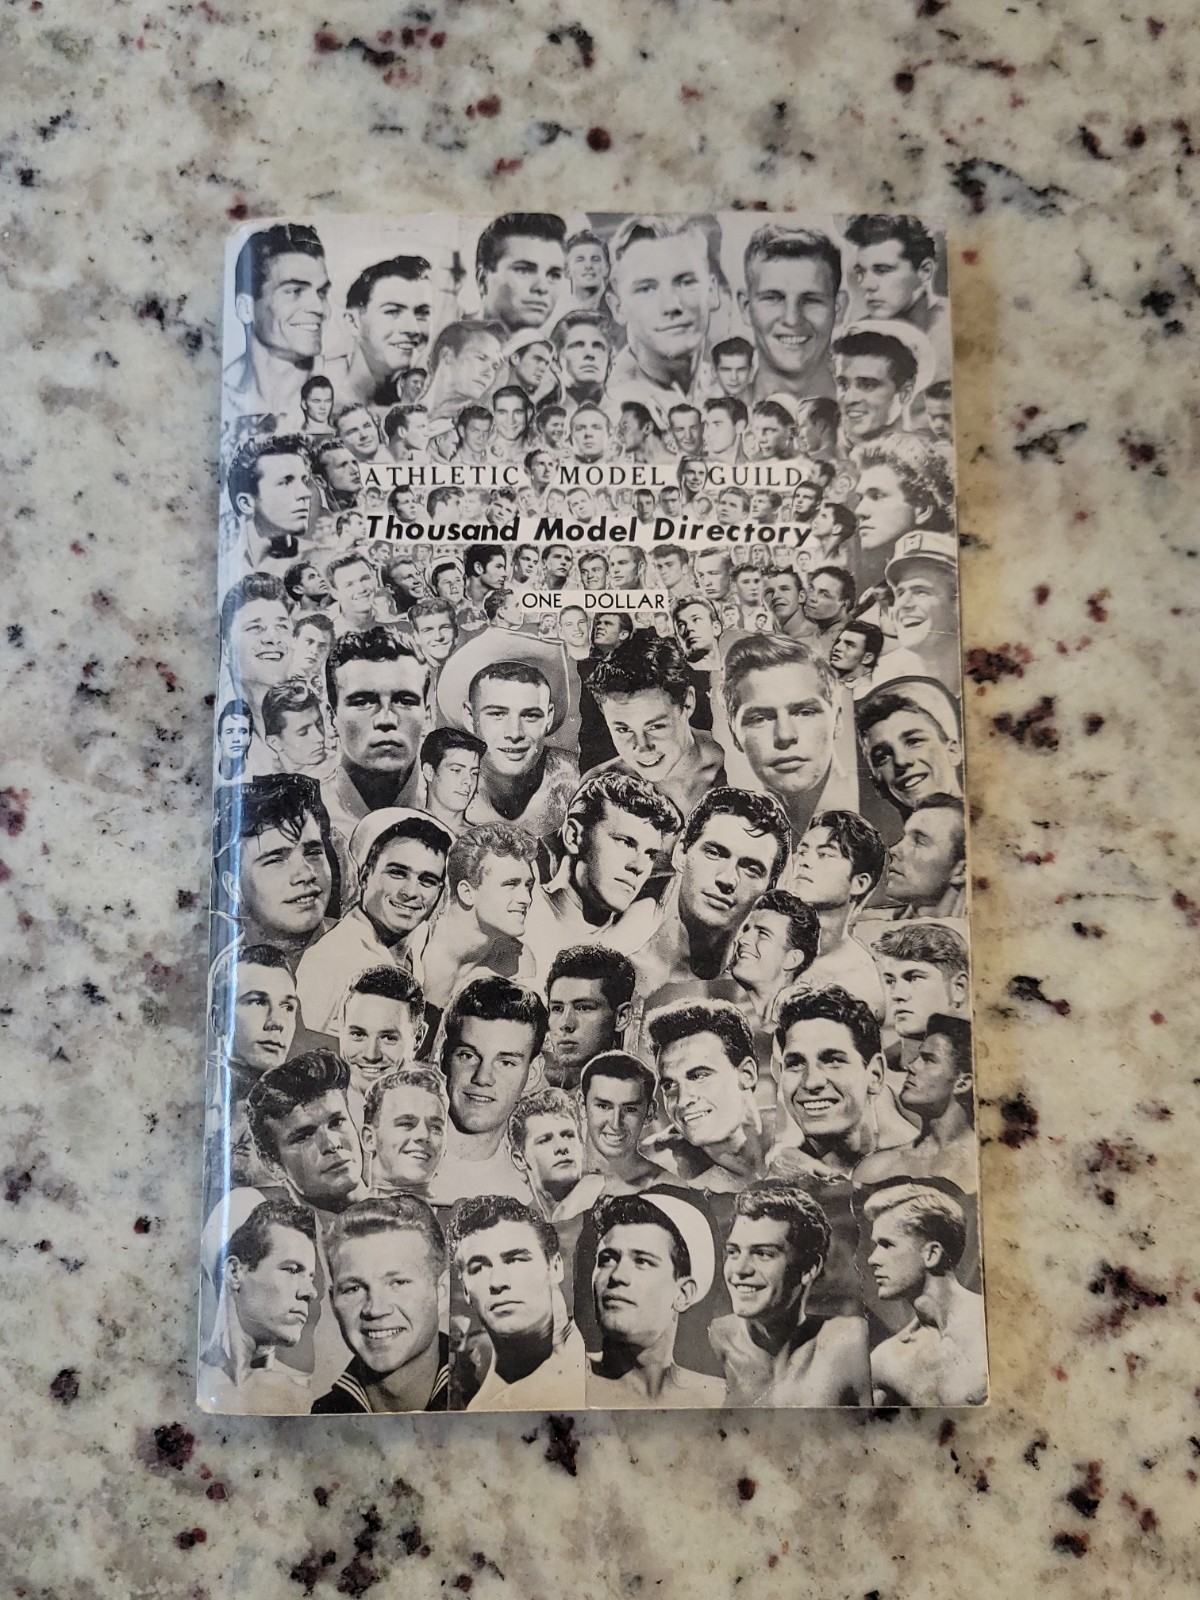 ATHLETIC MODEL GUILD
Thousand Model Directory
ONE DOLLAR